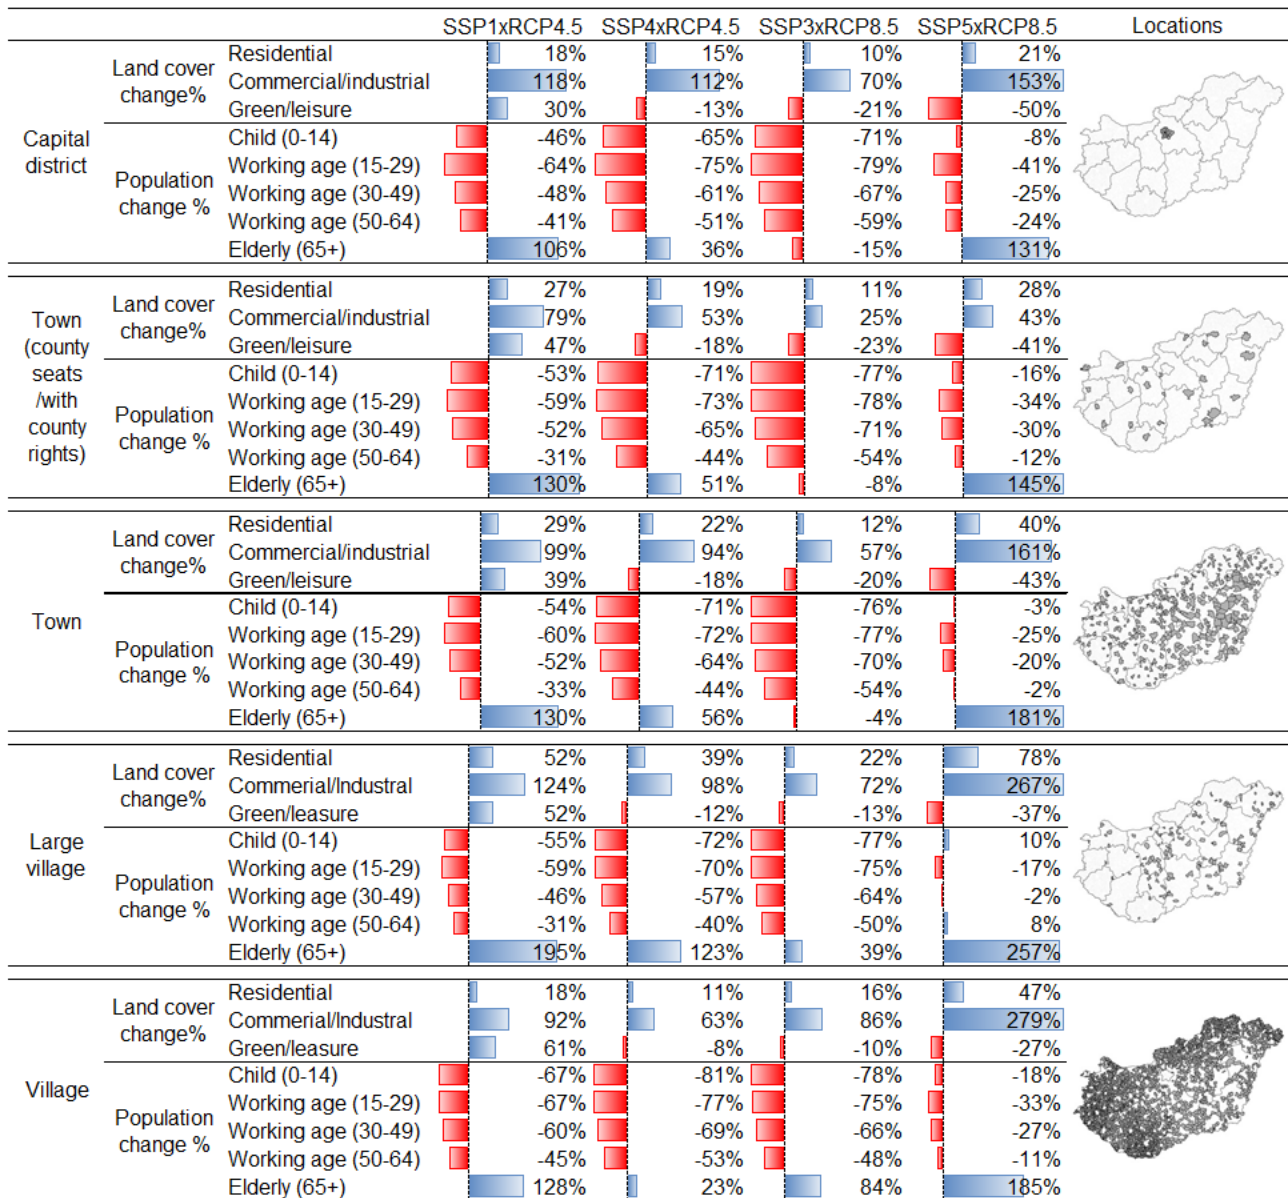 SSP1xRCP4.5 SSP4xRCP4.5 SSP3xRCP8.5 SSP5xRCP8.5 Locations
Capital district
Land cover change%
Residential 18% 15% 10% 21%
Commercial/industrial 118% 112% 70% 153%
Green/leisure 30% -13% -21% -50%
Population change %
Child (0-14) -46% -65% -71% -8%
Working age (15-29) -64% -75% -79% -41%
Working age (30-49) -48% -61% -67% -25%
Working age (50-64) -41% -51% -59% -24%
Elderly (65+) 106% 36% -15% 131%
Town (county seats /with county rights)
Land cover change%
Residential 27% 19% 11% 28%
Commercial/industrial 79% 53% 25% 43%
Green/leisure 47% -18% -23% -41%
Population change %
Child (0-14) -53% -71% -77% -16%
Working age (15-29) -59% -73% -78% -34%
Working age (30-49) -52% -65% -71% -30%
Working age (50-64) -31% -44% -54% -12%
Elderly (65+) 130% 51% -8% 145%
Town
Land cover change%
Residential 29% 22% 12% 40%
Commercial/industrial 99% 94% 57% 161%
Green/leisure 39% -18% -20% -43%
Population change %
Child (0-14) -54% -71% -76% -3%
Working age (15-29) -60% -72% -77% -25%
Working age (30-49) -52% -64% -70% -20%
Working age (50-64) -33% -44% -54% -2%
Elderly (65+) 130% 56% -4% 181%
Large village
Land cover change%
Residential 52% 39% 22% 78%
Commerial/Industral 124% 98% 72% 267%
Green/leasure 52% -12% -13% -37%
Population change %
Child (0-14) -55% -72% -77% 10%
Working age (15-29) -59% -70% -75% -17%
Working age (30-49) -46% -57% -64% -2%
Working age (50-64) -31% -40% -50% 8%
Elderly (65+) 195% 123% 39% 257%
Village
Land cover change%
Residential 18% 11% 16% 47%
Commerial/Industral 92% 63% 86% 279%
Green/leasure 61% -8% -10% -27%
Population change %
Child (0-14) -67% -81% -78% -18%
Working age (15-29) -67% -77% -75% -33%
Working age (30-49) -60% -69% -66% -27%
Working age (50-64) -45% -53% -48% -11%
Elderly (65+) 128% 23% 84% 185%